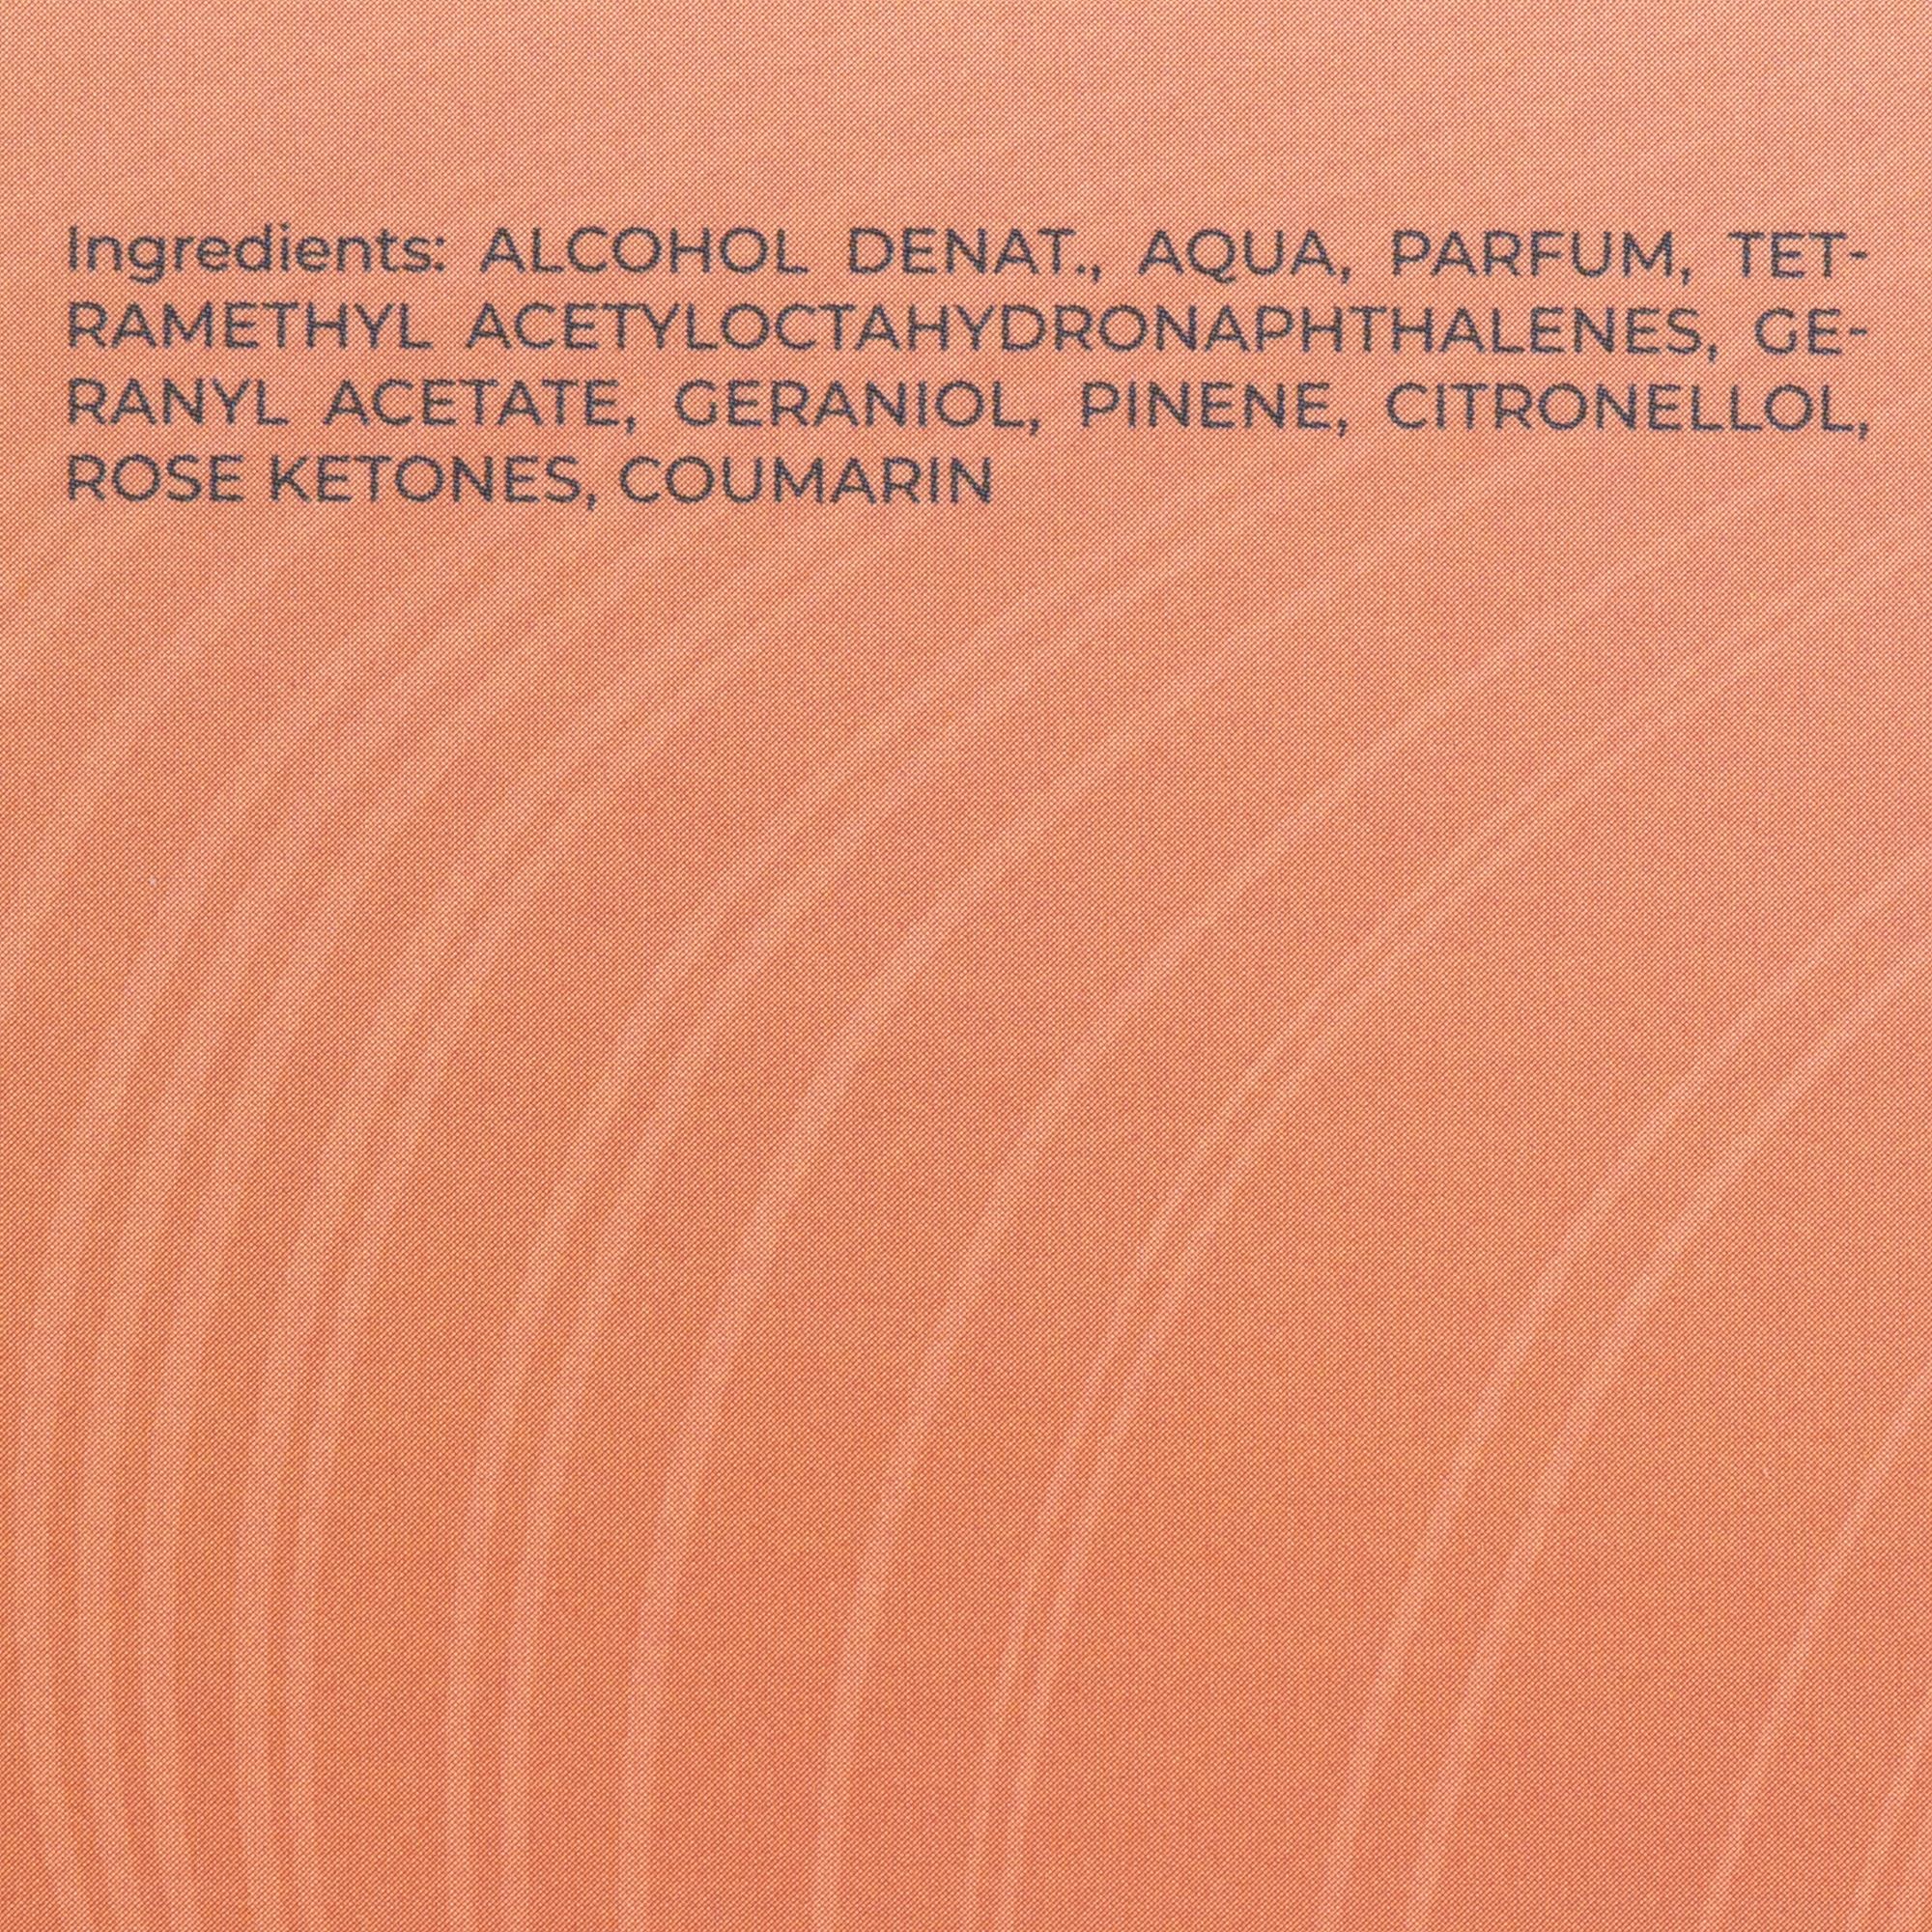 Ingredients: ALCOHOL DENAT., AQUA, PARFUM, TET-
RAMETHYL ACETYLOCTAHYDRONAPHTHALENES, GE-
RANYL ACETATE, GERANIOL, PINENE, CITRONELLOL,
ROSE KETONES, COUMARIN